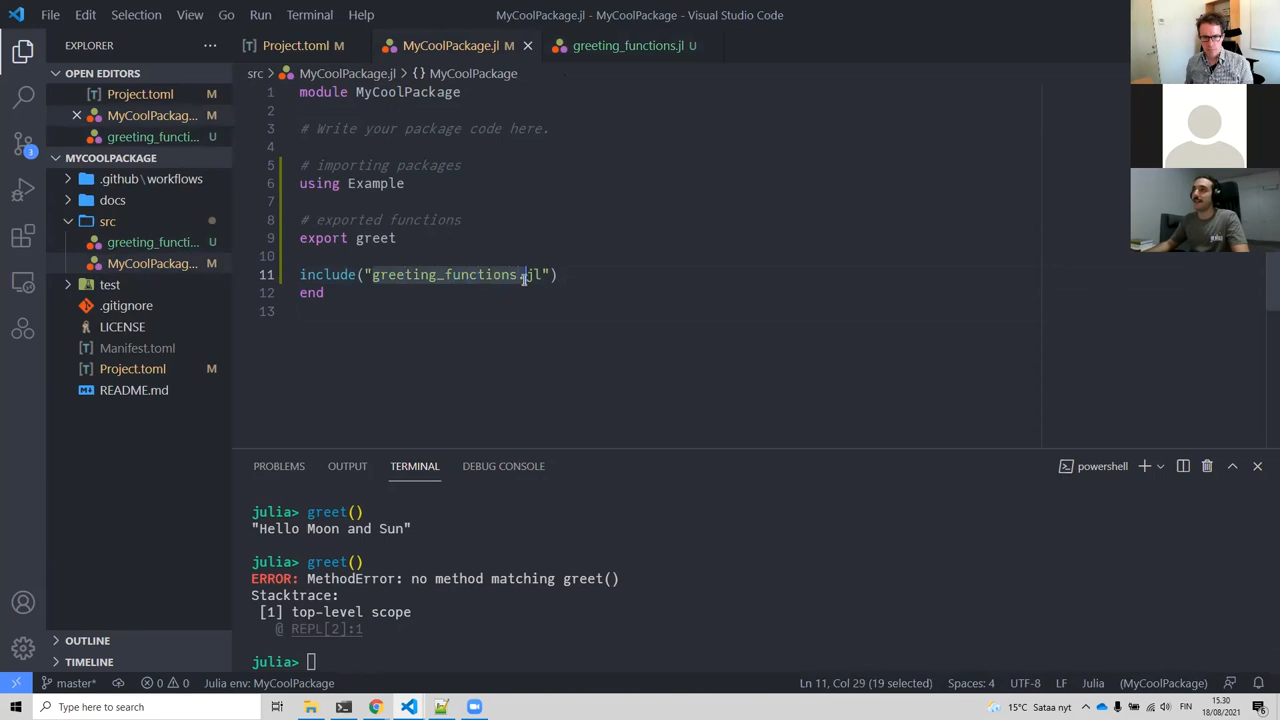 File Edit Selection View Go Run Terminal Help
MyCoolPackage.jl - MyCoolPackage - Visual Studio Code
EXPLORER
OPEN EDITORS
Project.toml M
MyCoolPackag... M
greeting_functi... U
MYCOOLPACKAGE
.github\workflows
docs
src
greeting_functi... U
MyCoolPackag... M
test
.gitignore
LICENSE
Manifest.toml
Project.toml M
README.md
OUTLINE
TIMELINE
3
Project.toml M MyCoolPackage.jl M greeting_functions.jl U
src MyCoolPackage.jl {} MyCoolPackage
1 module MyCoolPackage
2
3 # Write your package code here.
4
5 # importing packages
6 using Example
7
8 # exported functions
9 export greet
10
11 include("greeting_functions.jl")
12 end
13
PROBLEMS OUTPUT TERMINAL DEBUG CONSOLE powershell
julia> greet()
"Hello Moon and Sun"
julia> greet()
ERROR: MethodError: no method matching greet()
Stacktrace:
[1] top-level scope
@ REPL[2]:1
julia>
master* 0 0 Julia env: MyCoolPackage Ln 11, Col 29 (19 selected) Spaces: 4 UTF-8 LF Julia (MyCoolPackage)
Type here to search 15°C Sataa nyt FIN 15.30
18/08/2021
6